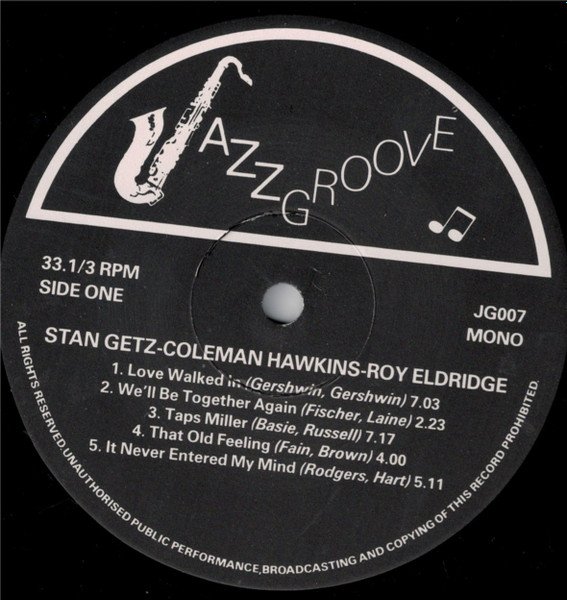 JAZZGROOVE
33.1/3 RPM
SIDE ONE
JG007
MONO
STAN GETZ-COLEMAN HAWKINS-ROY ELDRIDGE
1. Love Walked in (Gershwin, Gershwin) 7.03
2. We'll Be Together Again (Fischer, Laine) 2.23
3. Taps Miller (Basie, Russell) 7.17
4. That Old Feeling (Fain, Brown) 4.00
5. It Never Entered My Mind (Rodgers, Hart) 5.11
ALL RIGHTS RESERVED,UNAUTHORISED PUBLIC PERFORMANCE,BROADCASTING AND COPYING OF THIS RECORD PROHIBITED.